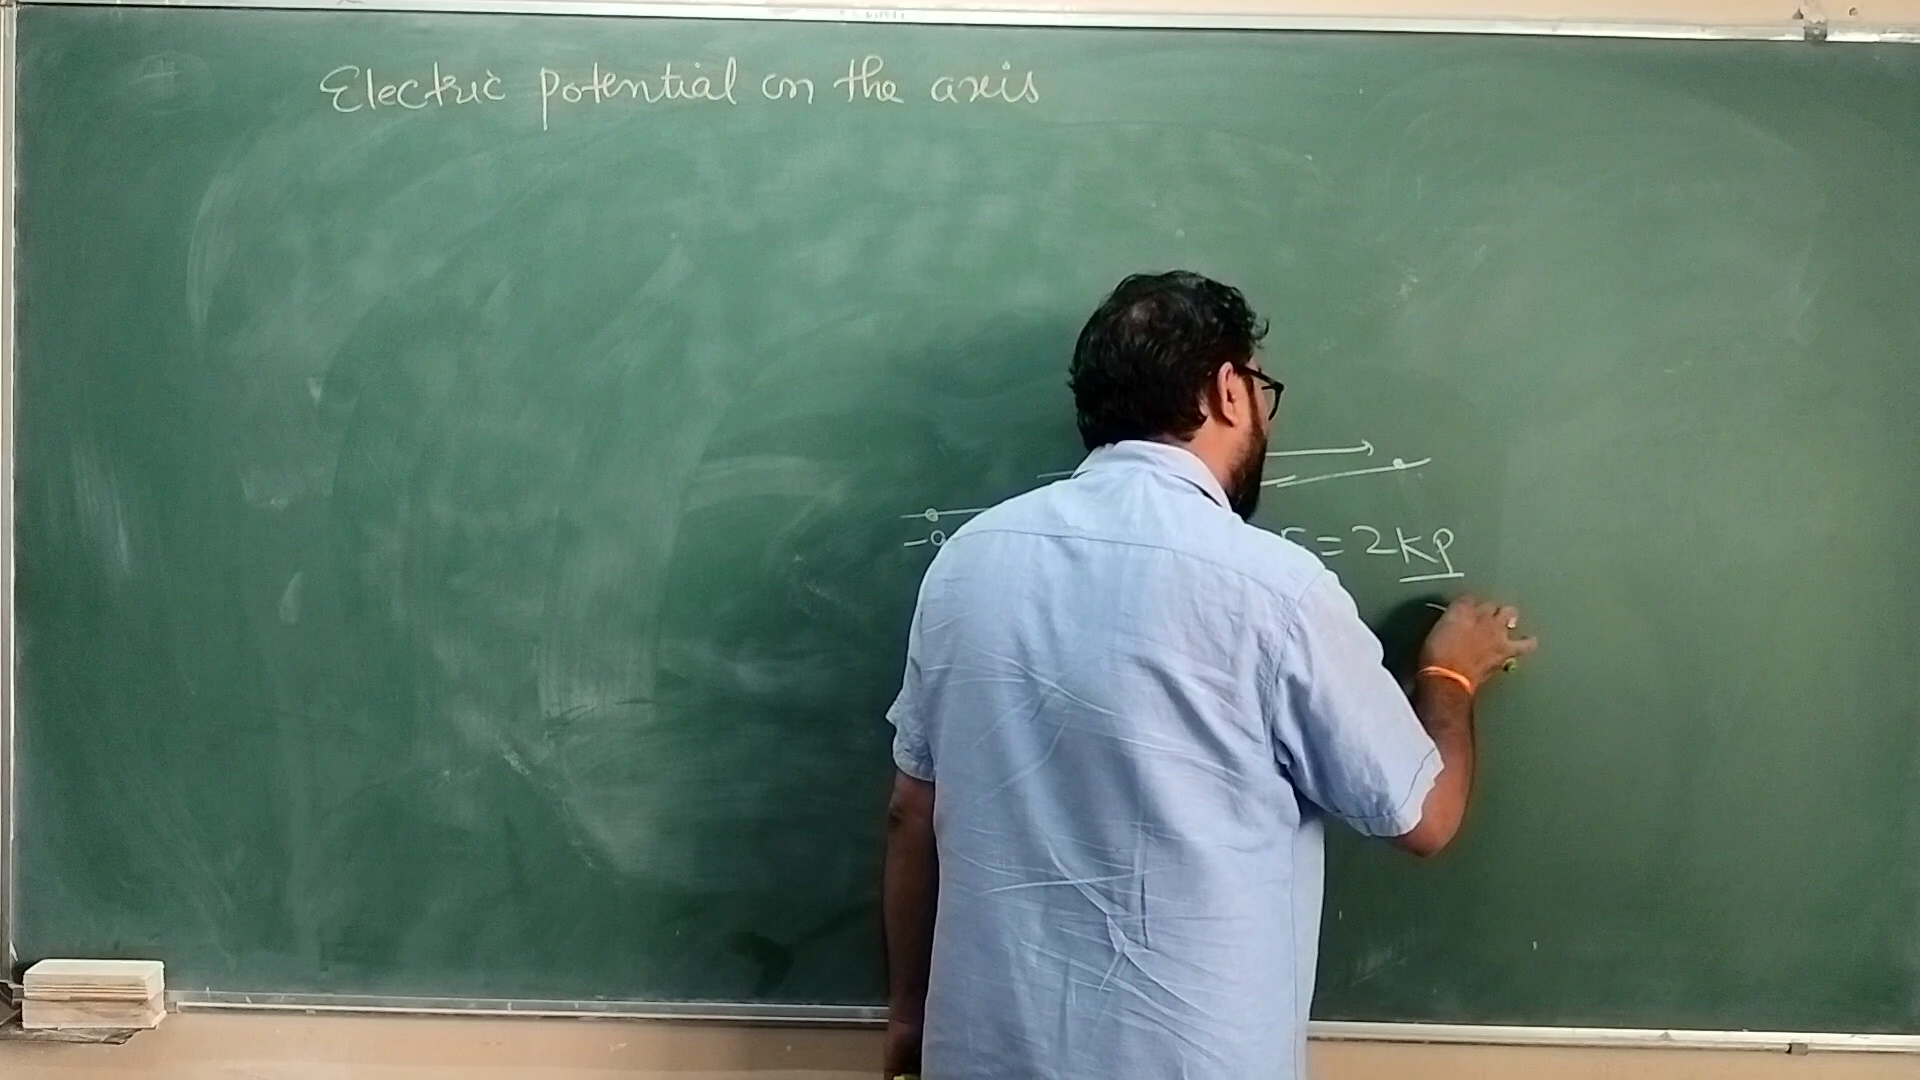 Electric potential on the axis
-q
E = 2kp